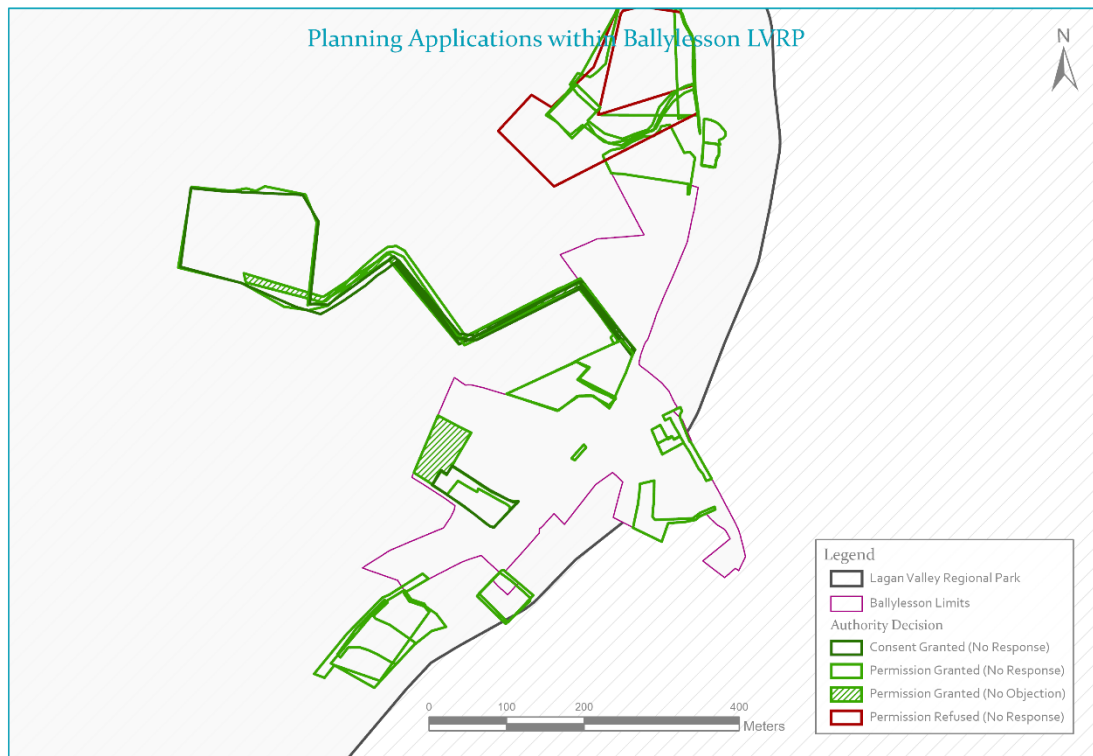 Planning Applications within Ballylesson LVRP
N
Legend
Lagan Valley Regional Park
Ballylesson Limits
Authority Decision
Consent Granted (No Response)
Permission Granted (No Response)
Permission Granted (No Objection)
Permission Refused (No Response)
0 100 200 400
Meters